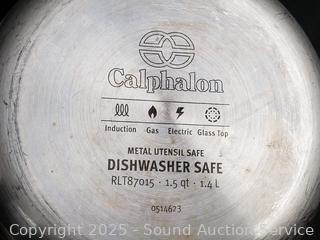 Calphalon
Induction Gas Electric Glass Top
METAL UTENSIL SAFE
DISHWASHER SAFE
RLT87015 · 1.5 qt · 1.4 L
0514623
Copyright 2025 - Sound Auction Service